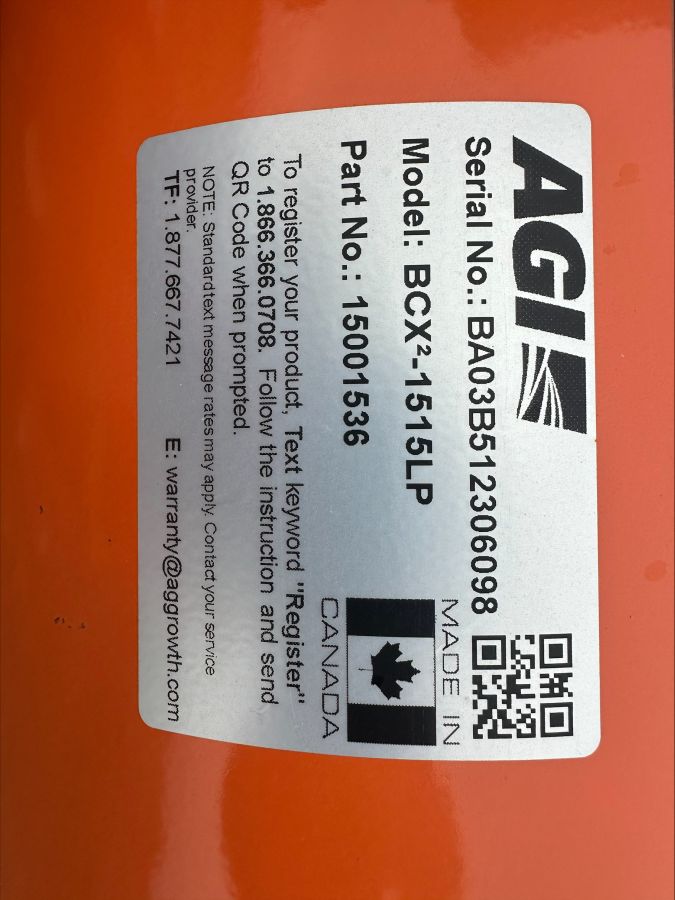 AGI
Serial No.: BA03B512306098
Model: BCX²-1515LP
Part No.: 15001536
MADE IN
CANADA
To register your product, Text keyword "Register"
to 1.866.366.0708. Follow the instruction and send
QR Code when prompted.
NOTE: Standard text message rates may apply. Contact your service
provider.
TF: 1.877.667.7421 E: warranty@aggrowth.com